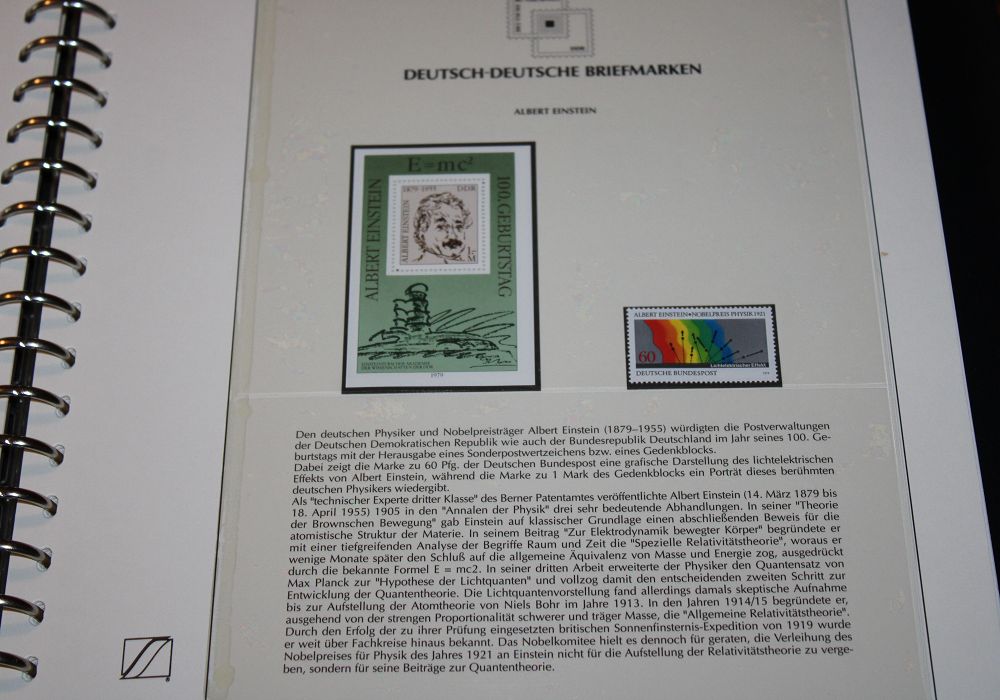 DDR
DEUTSCH-DEUTSCHE BRIEFMARKEN
ALBERT EINSTEIN
E=mc²
ALBERT EINSTEIN
100. GEBURTSTAG
1879-1955 DDR
ALBERT EINSTEIN
1,- M
EINSTEINTURM DER AKADEMIE
DER WISSENSCHAFTEN DER DDR
1979
ALBERT EINSTEIN•NOBELPREIS PHYSIK 1921
60
Lichtelektrischer Effekt
DEUTSCHE BUNDESPOST
Den deutschen Physiker und Nobelpreisträger Albert Einstein (1879–1955) würdigten die Postverwaltungen
der Deutschen Demokratischen Republik wie auch der Bundesrepublik Deutschland im Jahr seines 100. Ge-
burtstags mit der Herausgabe eines Sonderpostwertzeichens bzw. eines Gedenkblocks.
Dabei zeigt die Marke zu 60 Pfg. der Deutschen Bundespost eine grafische Darstellung des lichtelektrischen
Effekts von Albert Einstein, während die Marke zu 1 Mark des Gedenkblocks ein Porträt dieses berühmten
deutschen Physikers wiedergibt.
Als "technischer Experte dritter Klasse" des Berner Patentamtes veröffentlichte Albert Einstein (14. März 1879 bis
18. April 1955) 1905 in den "Annalen der Physik" drei sehr bedeutende Abhandlungen. In seiner "Theorie
der Brownschen Bewegung" gab Einstein auf klassischer Grundlage einen abschließenden Beweis für die
atomistische Struktur der Materie. In seinem Beitrag "Zur Elektrodynamik bewegter Körper" begründete er
mit einer tiefgreifenden Analyse der Begriffe Raum und Zeit die "Spezielle Relativitätstheorie", woraus er
wenige Monate später den Schluß auf die allgemeine Äquivalenz von Masse und Energie zog, ausgedrückt
durch die bekannte Formel E = mc2. In seiner dritten Arbeit erweiterte der Physiker den Quantensatz von
Max Planck zur "Hypothese der Lichtquanten" und vollzog damit den entscheidenden zweiten Schritt zur
Entwicklung der Quantentheorie. Die Lichtquantenvorstellung fand allerdings damals skeptische Aufnahme
bis zur Aufstellung der Atomtheorie von Niels Bohr im Jahre 1913. In den Jahren 1914/15 begründete er,
ausgehend von der strengen Proportionalität schwerer und träger Masse, die "Allgemeine Relativitätstheorie".
Durch den Erfolg der zu ihrer Prüfung eingesetzten britischen Sonnenfinsternis-Expedition von 1919 wurde
er weit über Fachkreise hinaus bekannt. Das Nobelkomitee hielt es dennoch für geraten, die Verleihung des
Nobelpreises für Physik des Jahres 1921 an Einstein nicht für die Aufstellung der Relativitätstheorie zu verge-
ben, sondern für seine Beiträge zur Quantentheorie.